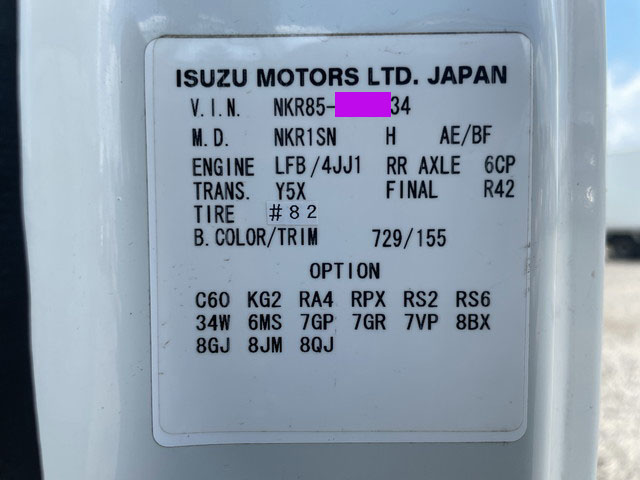 ISUZU MOTORS LTD. JAPAN
V.I.N. NKR85- 34
M.D. NKR1SN H AE/BF
ENGINE LFB/4JJ1 RR AXLE 6CP
TRANS. Y5X FINAL R42
TIRE #82
B.COLOR/TRIM 729/155
OPTION
C60 KG2 RA4 RPX RS2 RS6
34W 6MS 7GP 7GR 7VP 8BX
8GJ 8JM 8QJ